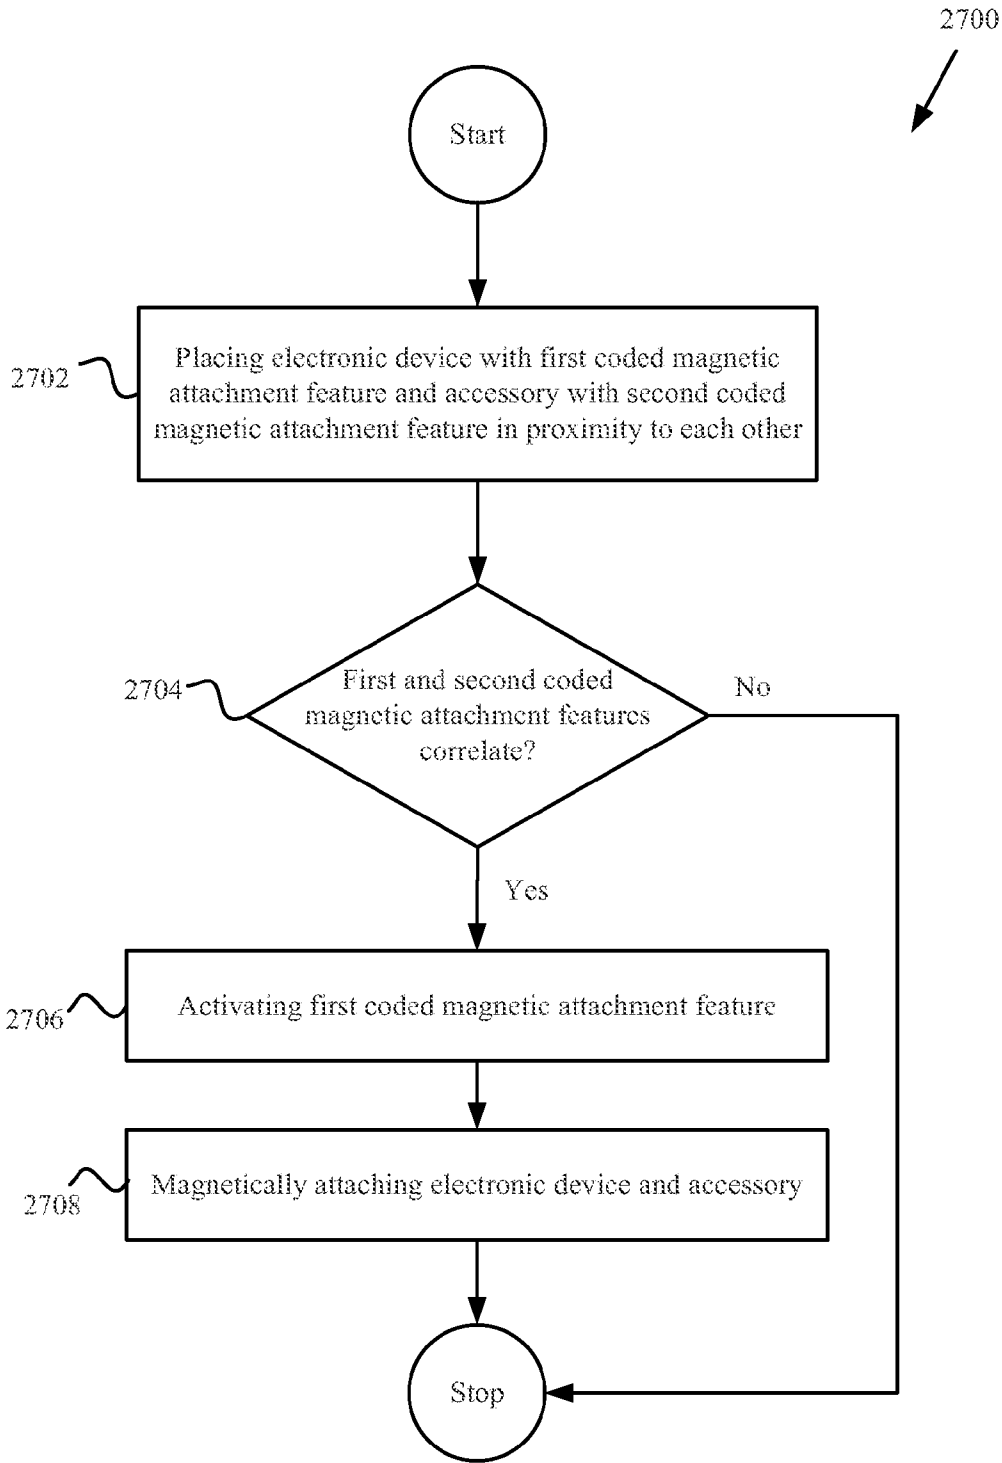 2700
Start
2702
Placing electronic device with first coded magnetic
attachment feature and accessory with second coded
magnetic attachment feature in proximity to each other
2704
First and second coded
magnetic attachment features
correlate?
No
Yes
2706
Activating first coded magnetic attachment feature
2708
Magnetically attaching electronic device and accessory
Stop